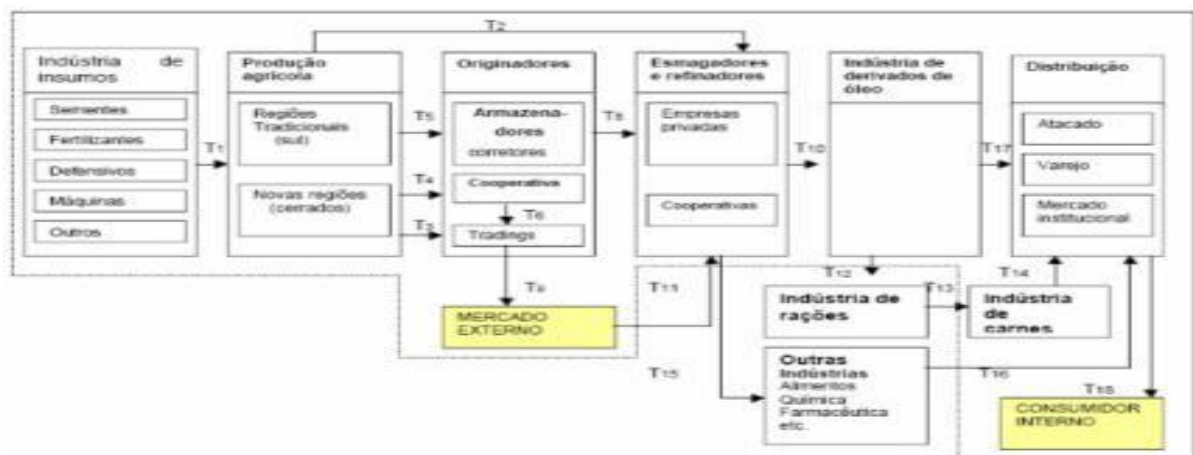 T2
Indústria de
insumos
Sementes
Fertilizantes
Defensivos
Máquinas
Outros
T1
Produção
agrícola
Regiões
Tradicionais
(sul)
Novas regiões
(cerrados)
T5
T4
T3
Originadores
Armazena-
dores
corretores
Cooperativa
T6
Tradings
T8
Esmagadores
e refinadores
Empresas
privadas
Cooperativas
T10
Indústria de
derivados de
óleo
T17
Distribuição
Atacado
Varejo
Mercado
institucional
MERCADO
EXTERNO
T11
T12
Indústria de
rações
T13
Indústria
de
carnes
T14
T15
Outras
Indústrias
Alimentos
Química
Farmacêutica
etc.
T16
T18
CONSUMIDOR
INTERNO